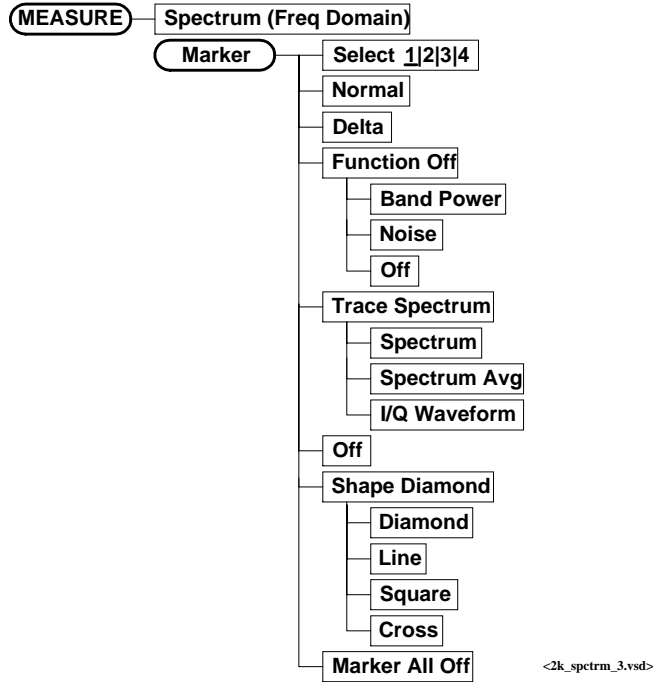 MEASURE Spectrum (Freq Domain)
Marker Select 1|2|3|4
Normal
Delta
Function Off
Band Power
Noise
Off
Trace Spectrum
Spectrum
Spectrum Avg
I/Q Waveform
Off
Shape Diamond
Diamond
Line
Square
Cross
Marker All Off <2k_spctrm_3.vsd>